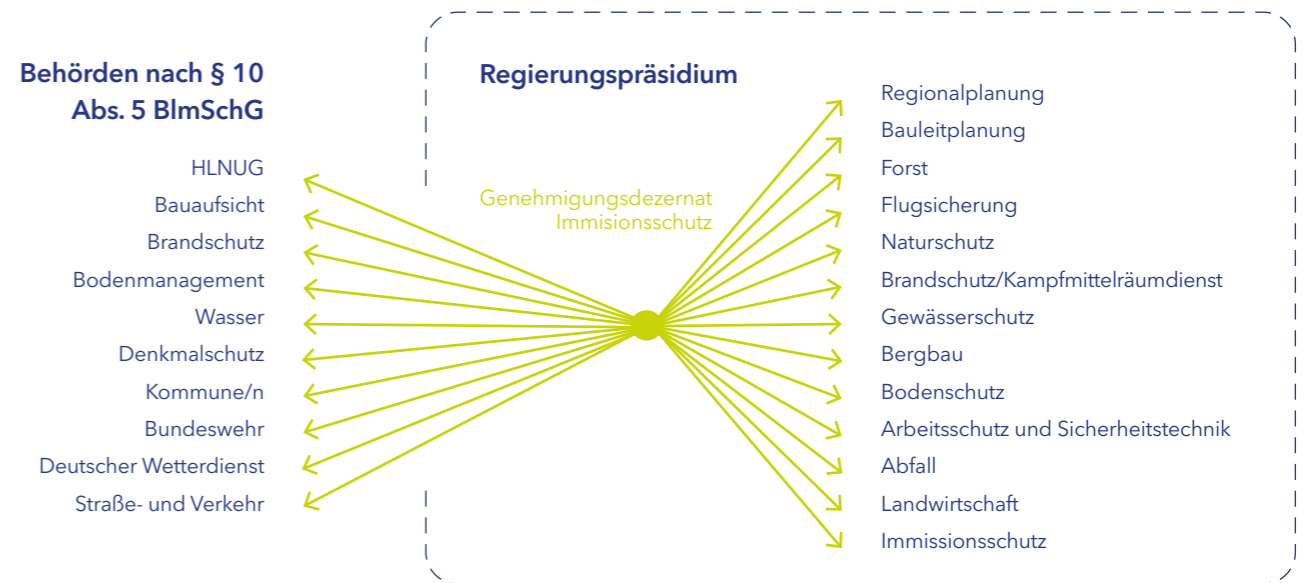 Behörden nach § 10
Abs. 5 BImSchG
HLNUG
Bauaufsicht
Brandschutz
Bodenmanagement
Wasser
Denkmalschutz
Kommune/n
Bundeswehr
Deutscher Wetterdienst
Straße- und Verkehr
Regierungspräsidium
Genehmigungsdezernat
Immisionsschutz
Regionalplanung
Bauleitplanung
Forst
Flugsicherung
Naturschutz
Brandschutz/Kampfmittelräumdienst
Gewässerschutz
Bergbau
Bodenschutz
Arbeitsschutz und Sicherheitstechnik
Abfall
Landwirtschaft
Immissionsschutz